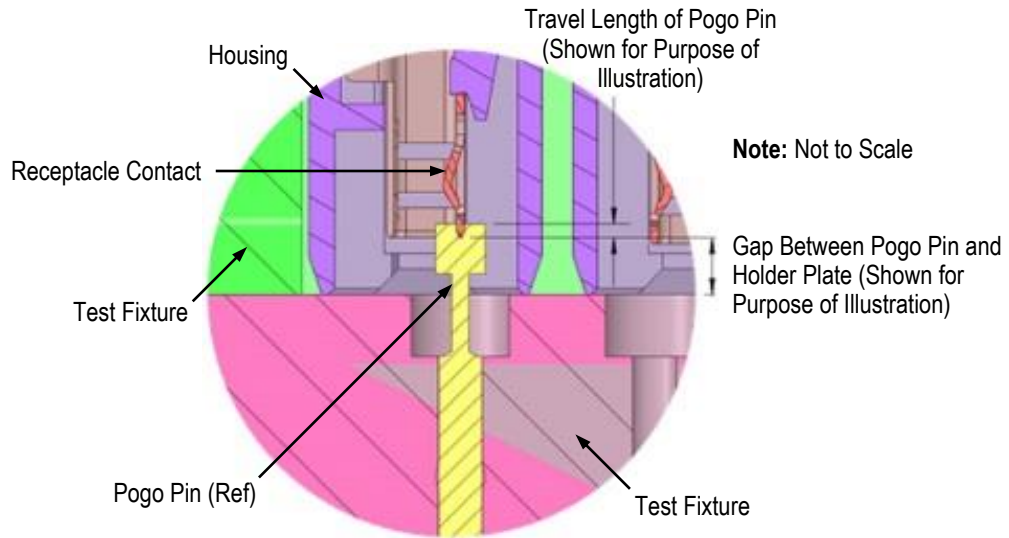 Travel Length of Pogo Pin
(Shown for Purpose of
Illustration)
Housing
Note: Not to Scale
Receptacle Contact
Gap Between Pogo Pin and
Holder Plate (Shown for
Purpose of Illustration)
Test Fixture
Pogo Pin (Ref)
Test Fixture